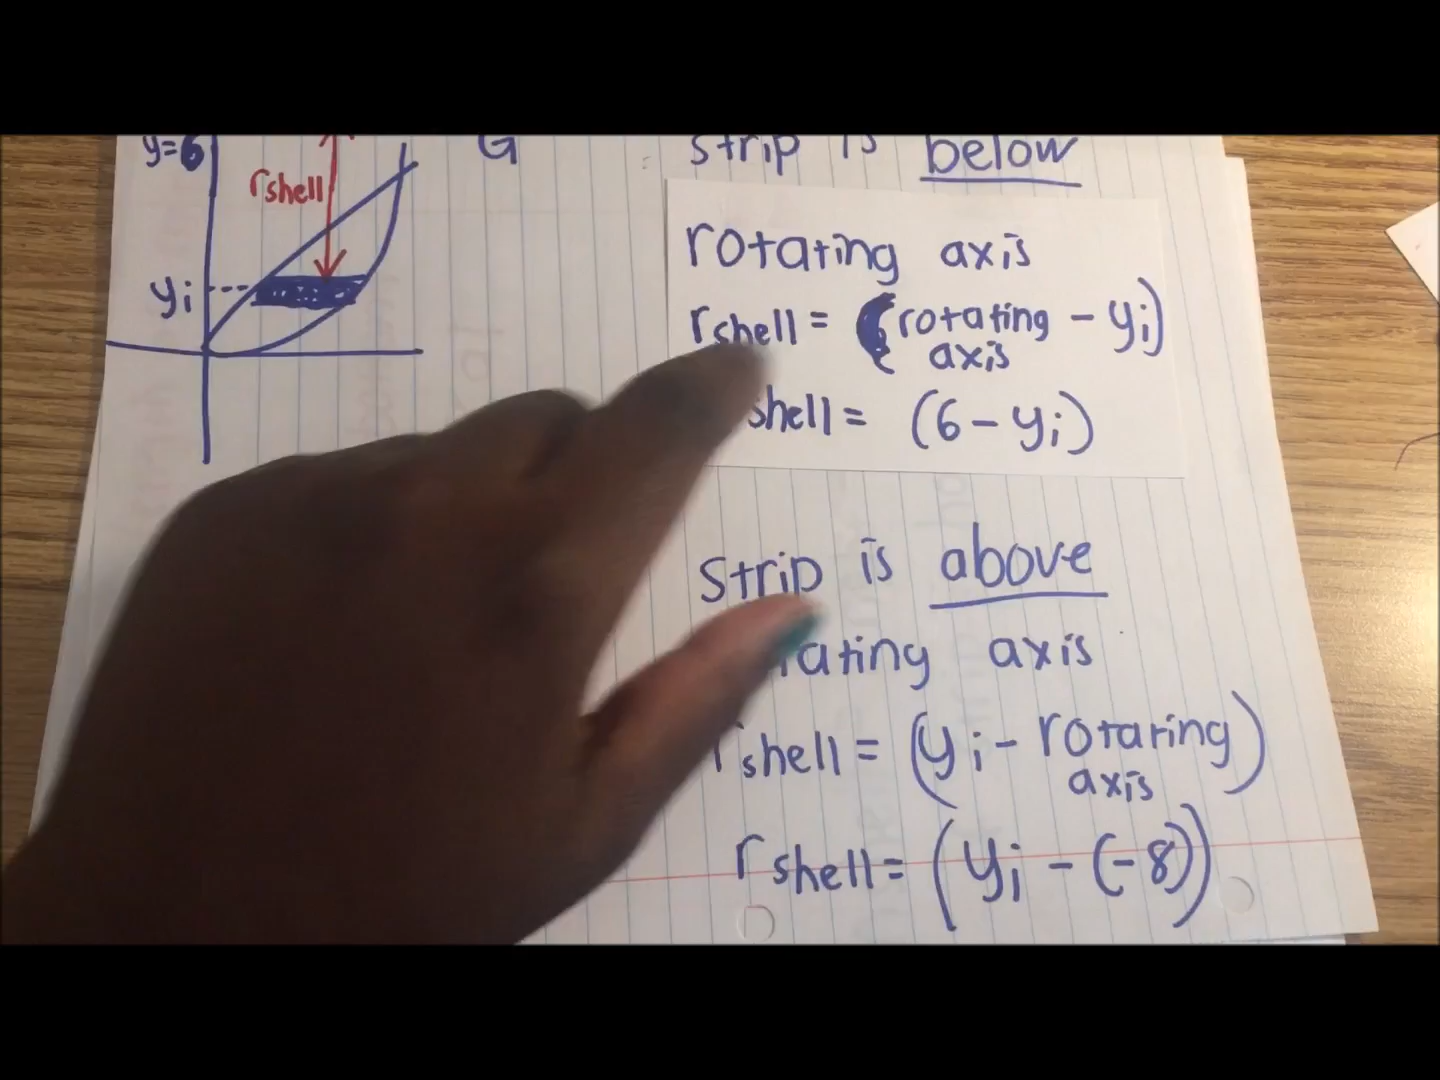 y=6
rshell
yi
G
strip is below
rotating axis
rshell = (rotating - yi)
axis
shell = (6 - yi)
Strip is above
axis
rshell = (yi - rotaring
axis)
rshell = (yi - (-8))